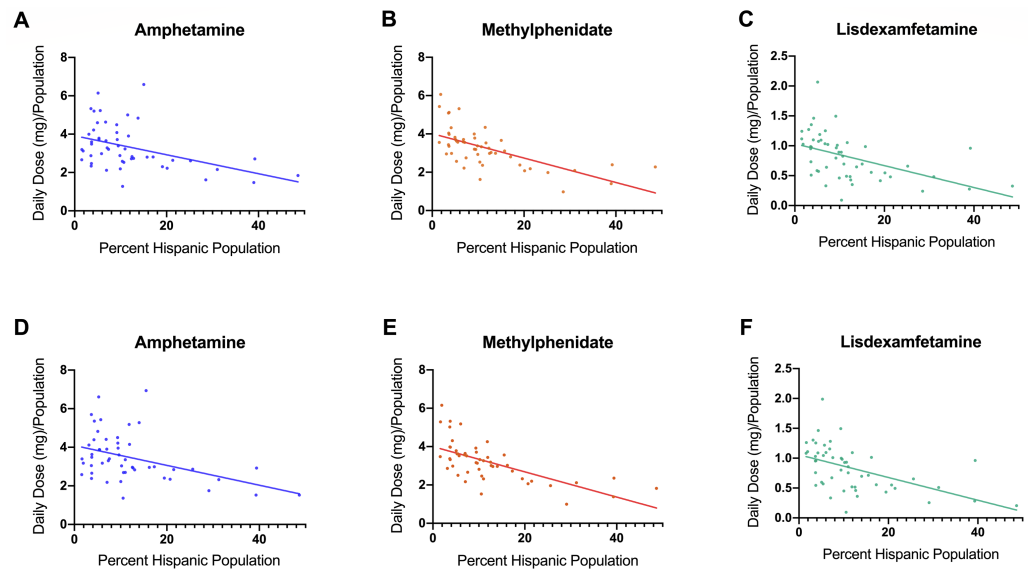 A
Amphetamine
Daily Dose (mg)/Population
8
6
4
2
0
0
20
40
Percent Hispanic Population
B
Methylphenidate
Daily Dose (mg)/Population
8
6
4
2
0
0
20
40
Percent Hispanic Population
C
Lisdexamfetamine
Daily Dose (mg)/Population
2.5
2.0
1.5
1.0
0.5
0.0
0
20
40
Percent Hispanic Population
D
Amphetamine
Daily Dose (mg)/Population
8
6
4
2
0
0
20
40
Percent Hispanic Population
E
Methylphenidate
Daily Dose (mg)/Population
8
6
4
2
0
0
20
40
Percent Hispanic Population
F
Lisdexamfetamine
Daily Dose (mg)/Population
2.5
2.0
1.5
1.0
0.5
0.0
0
20
40
Percent Hispanic Population